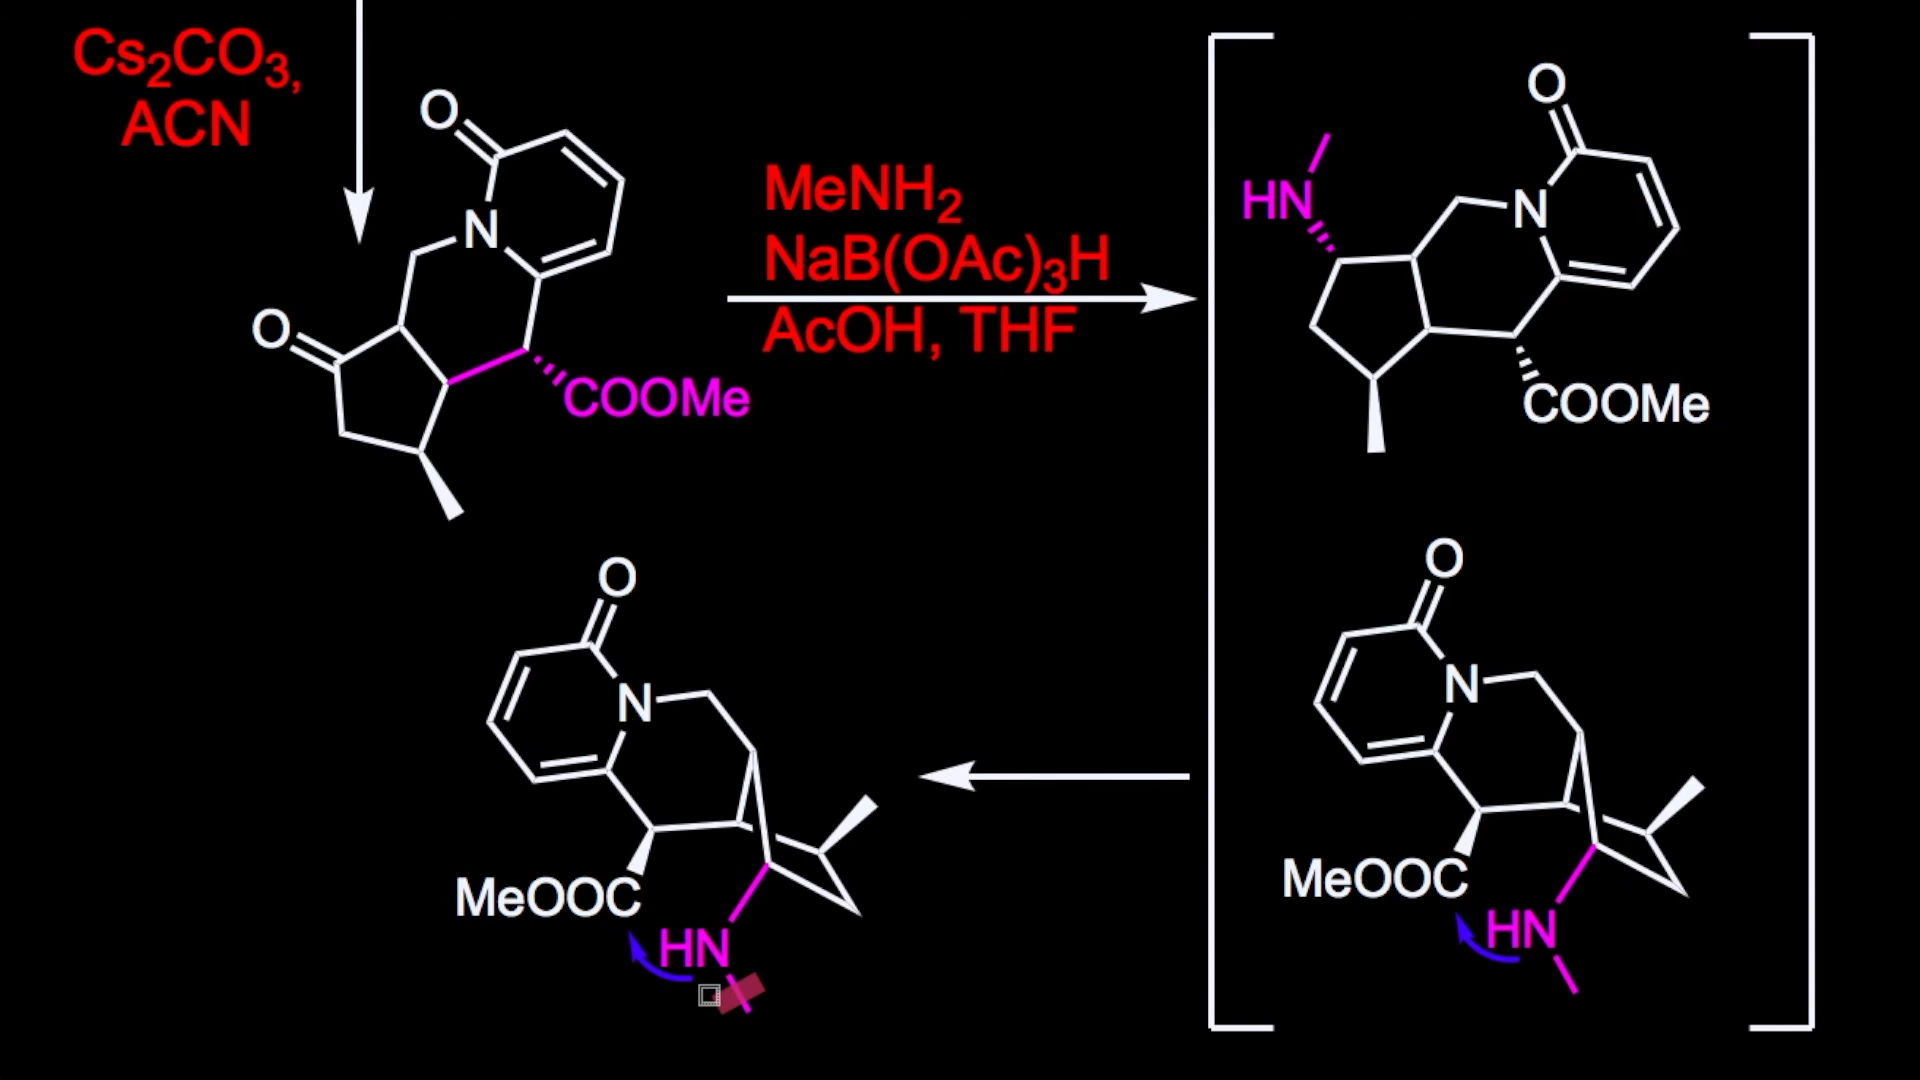 Cs₂CO₃,
ACN
O
N
O
COOMe
MeNH₂
NaB(OAc)₃H
AcOH, THF
O
HN
N
COOMe
O
N
MeOOC
HN
O
N
MeOOC
HN